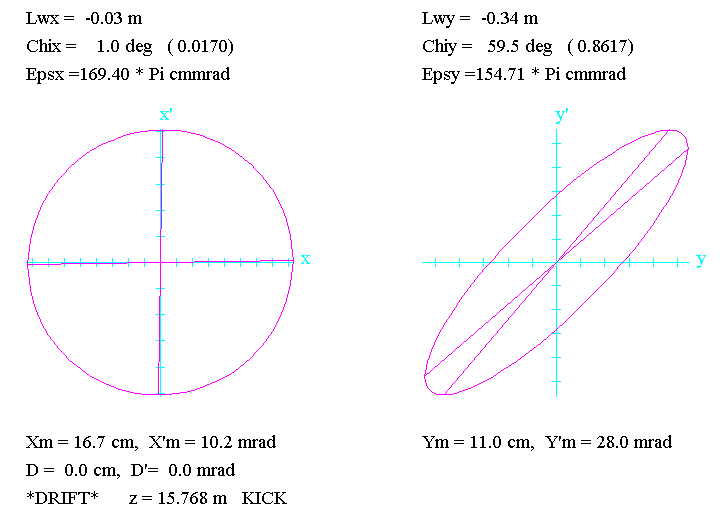 Lwx = -0.03 m
Chix = 1.0 deg ( 0.0170)
Epsx =169.40 * Pi cmmrad
Lwy = -0.34 m
Chiy = 59.5 deg ( 0.8617)
Epsy =154.71 * Pi cmmrad
x'
x
y'
y
Xm = 16.7 cm, X'm = 10.2 mrad
D = 0.0 cm, D'= 0.0 mrad
*DRIFT* z = 15.768 m KICK
Ym = 11.0 cm, Y'm = 28.0 mrad